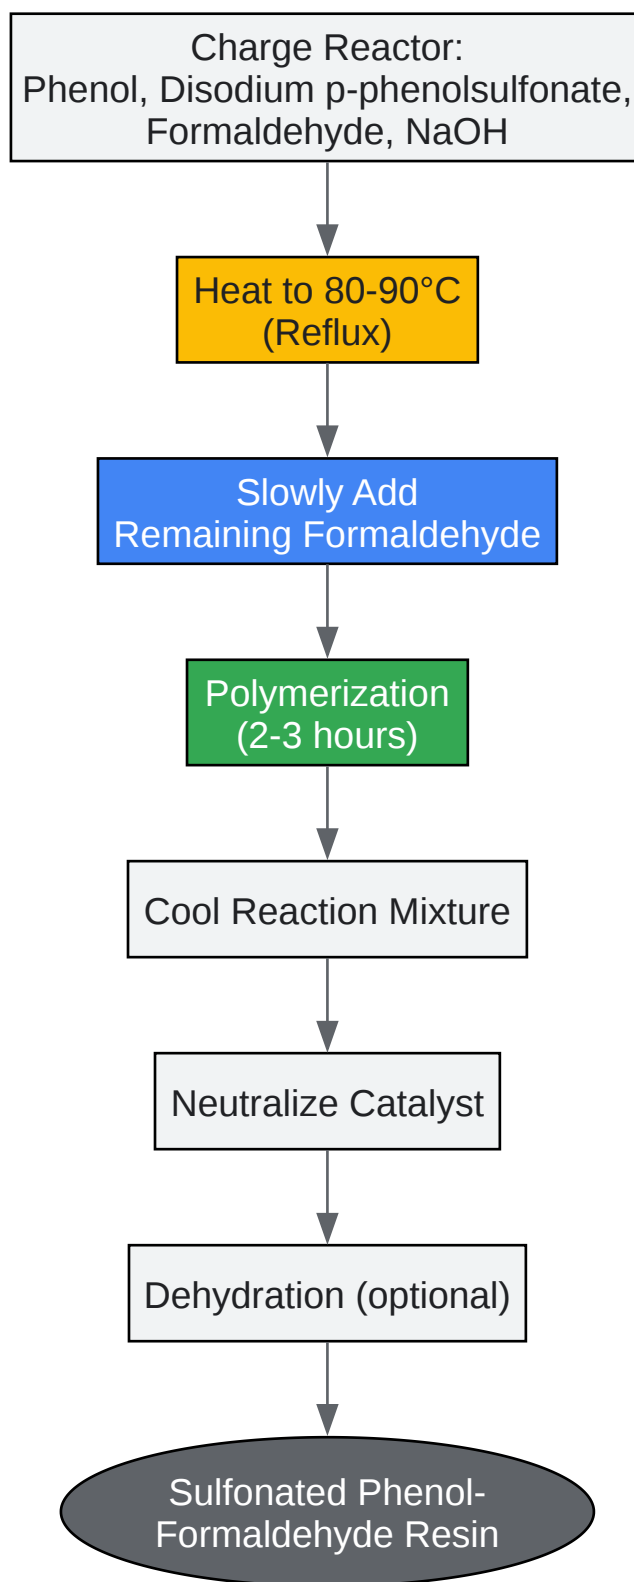 Charge Reactor:
Phenol, Disodium p-phenolsulfonate,
Formaldehyde, NaOH
Heat to 80-90°C
(Reflux)
Slowly Add
Remaining Formaldehyde
Polymerization
(2-3 hours)
Cool Reaction Mixture
Neutralize Catalyst
Dehydration (optional)
Sulfonated Phenol-
Formaldehyde Resin